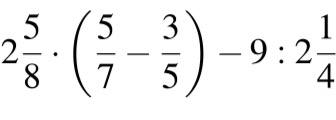 2 5/8 · (5/7 − 3/5) − 9 : 2 1/4